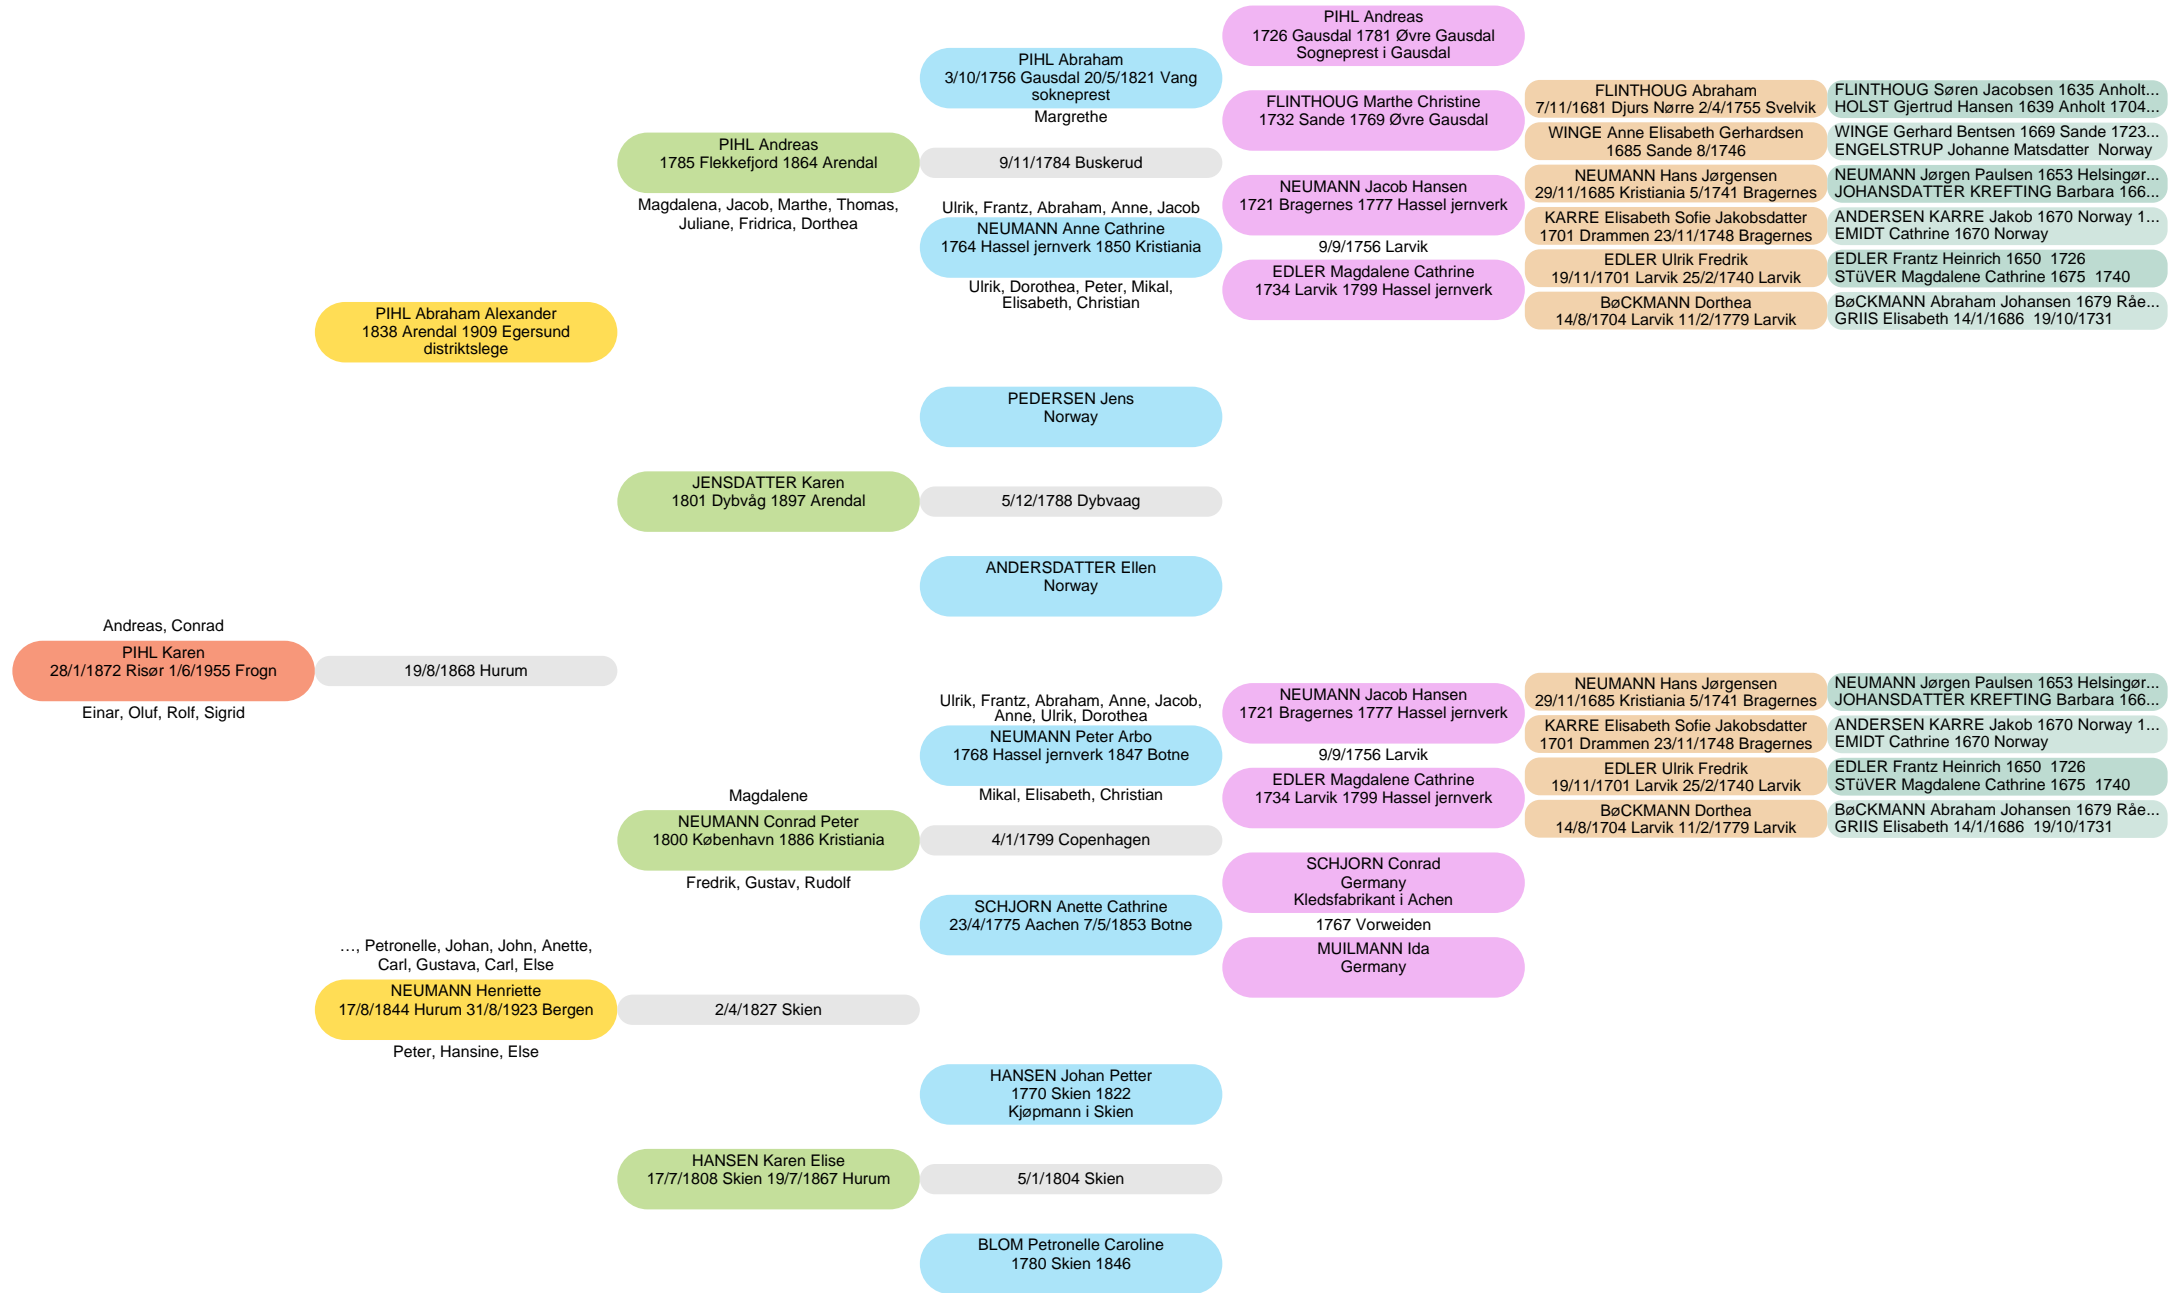 Andreas, Conrad
PIHL Karen
28/1/1872 Risør 1/6/1955 Frogn
Einar, Oluf, Rolf, Sigrid
PIHL Abraham Alexander
1838 Arendal 1909 Egersund
distriktslege
19/8/1868 Hurum
…, Petronelle, Johan, John, Anette,
Carl, Gustava, Carl, Else
NEUMANN Henriette
17/8/1844 Hurum 31/8/1923 Bergen
Peter, Hansine, Else
PIHL Andreas
1785 Flekkefjord 1864 Arendal
Magdalena, Jacob, Marthe, Thomas,
Juliane, Fridrica, Dorthea
JENSDATTER Karen
1801 Dybvåg 1897 Arendal
Magdalene
NEUMANN Conrad Peter
1800 København 1886 Kristiania
Fredrik, Gustav, Rudolf
2/4/1827 Skien
HANSEN Karen Elise
17/7/1808 Skien 19/7/1867 Hurum
PIHL Abraham
3/10/1756 Gausdal 20/5/1821 Vang
sokneprest
Margrethe
9/11/1784 Buskerud
Ulrik, Frantz, Abraham, Anne, Jacob
NEUMANN Anne Cathrine
1764 Hassel jernverk 1850 Kristiania
Ulrik, Dorothea, Peter, Mikal,
Elisabeth, Christian
PEDERSEN Jens
Norway
5/12/1788 Dybvaag
ANDERSDATTER Ellen
Norway
Ulrik, Frantz, Abraham, Anne, Jacob,
Anne, Ulrik, Dorothea
NEUMANN Peter Arbo
1768 Hassel jernverk 1847 Botne
Mikal, Elisabeth, Christian
4/1/1799 Copenhagen
SCHJORN Anette Cathrine
23/4/1775 Aachen 7/5/1853 Botne
HANSEN Johan Petter
1770 Skien 1822
Kjøpmann i Skien
5/1/1804 Skien
BLOM Petronelle Caroline
1780 Skien 1846
PIHL Andreas
1726 Gausdal 1781 Øvre Gausdal
Sogneprest i Gausdal
FLINTHOUG Marthe Christine
1732 Sande 1769 Øvre Gausdal
NEUMANN Jacob Hansen
1721 Bragernes 1777 Hassel jernverk
9/9/1756 Larvik
EDLER Magdalene Cathrine
1734 Larvik 1799 Hassel jernverk
NEUMANN Jacob Hansen
1721 Bragernes 1777 Hassel jernverk
9/9/1756 Larvik
EDLER Magdalene Cathrine
1734 Larvik 1799 Hassel jernverk
SCHJORN Conrad
Germany
Kledsfabrikant i Achen
1767 Vorweiden
MUILMANN Ida
Germany
FLINTHOUG Abraham
7/11/1681 Djurs Nørre 2/4/1755 Svelvik
WINGE Anne Elisabeth Gerhardsen
1685 Sande 8/1746
NEUMANN Hans Jørgensen
29/11/1685 Kristiania 5/1741 Bragernes
KARRE Elisabeth Sofie Jakobsdatter
1701 Drammen 23/11/1748 Bragernes
EDLER Ulrik Fredrik
19/11/1701 Larvik 25/2/1740 Larvik
BøCKMANN Dorthea
14/8/1704 Larvik 11/2/1779 Larvik
NEUMANN Hans Jørgensen
29/11/1685 Kristiania 5/1741 Bragernes
KARRE Elisabeth Sofie Jakobsdatter
1701 Drammen 23/11/1748 Bragernes
EDLER Ulrik Fredrik
19/11/1701 Larvik 25/2/1740 Larvik
BøCKMANN Dorthea
14/8/1704 Larvik 11/2/1779 Larvik
FLINTHOUG Søren Jacobsen 1635 Anholt...
HOLST Gjertrud Hansen 1639 Anholt 1704...
WINGE Gerhard Bentsen 1669 Sande 1723...
ENGELSTRUP Johanne Matsdatter Norway
NEUMANN Jørgen Paulsen 1653 Helsingør...
JOHANSDATTER KREFTING Barbara 166...
ANDERSEN KARRE Jakob 1670 Norway 1...
EMIDT Cathrine 1670 Norway
EDLER Frantz Heinrich 1650 1726
STüVER Magdalene Cathrine 1675 1740
BøCKMANN Abraham Johansen 1679 Råe...
GRIIS Elisabeth 14/1/1686 19/10/1731
NEUMANN Jørgen Paulsen 1653 Helsingør...
JOHANSDATTER KREFTING Barbara 166...
ANDERSEN KARRE Jakob 1670 Norway 1...
EMIDT Cathrine 1670 Norway
EDLER Frantz Heinrich 1650 1726
STüVER Magdalene Cathrine 1675 1740
BøCKMANN Abraham Johansen 1679 Råe...
GRIIS Elisabeth 14/1/1686 19/10/1731